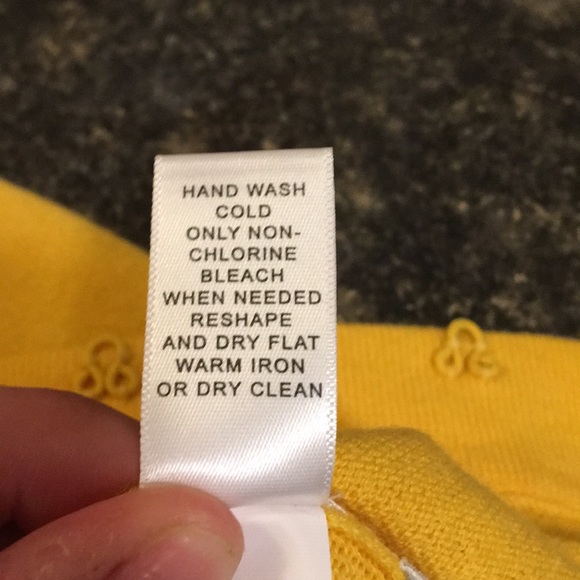 HAND WASH
COLD
ONLY NON-
CHLORINE
BLEACH
WHEN NEEDED
RESHAPE
AND DRY FLAT
WARM IRON
OR DRY CLEAN